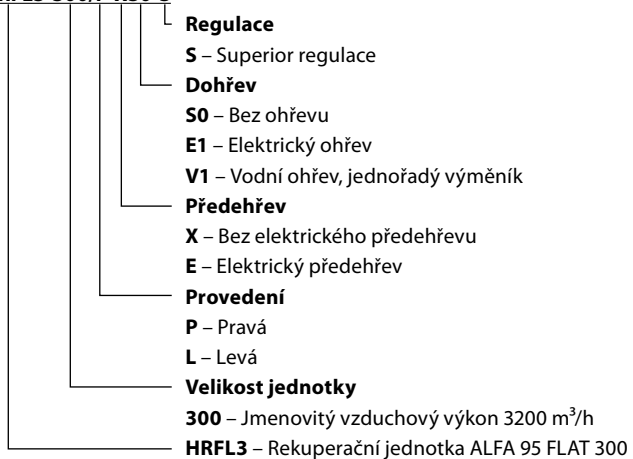 Regulace
S – Superior regulace
Dohřev
S0 – Bez ohřevu
E1 – Elektrický ohřev
V1 – Vodní ohřev, jednořadý výměník
Předehřev
X – Bez elektrického předehřevu
E – Elektrický předehřev
Provedení
P – Pravá
L – Levá
Velikost jednotky
300 – Jmenovitý vzduchový výkon 3200 m³/h
HRFL3 – Rekuperační jednotka ALFA 95 FLAT 300